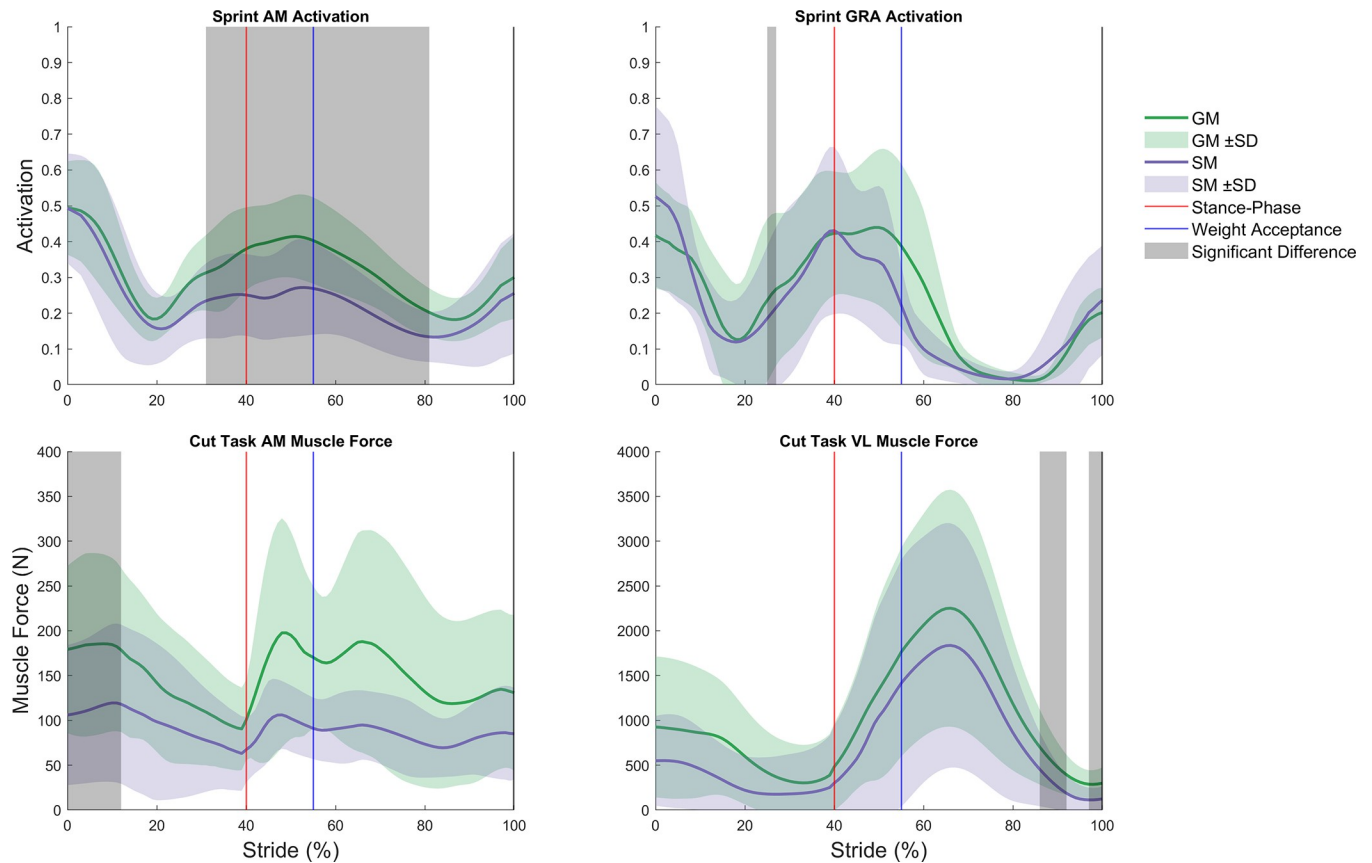 Sprint AM Activation
1
0.9
0.8
0.7
0.6
0.5
0.4
0.3
0.2
0.1
0
Activation
0 20 40 60 80 100
Sprint GRA Activation
1
0.9
0.8
0.7
0.6
0.5
0.4
0.3
0.2
0.1
0
0 20 40 60 80 100
GM
GM ±SD
SM
SM ±SD
Stance-Phase
Weight Acceptance
Significant Difference
Cut Task AM Muscle Force
400
350
300
250
200
150
100
50
0
Muscle Force (N)
0 20 40 60 80 100
Stride (%)
Cut Task VL Muscle Force
4000
3500
3000
2500
2000
1500
1000
500
0
0 20 40 60 80 100
Stride (%)